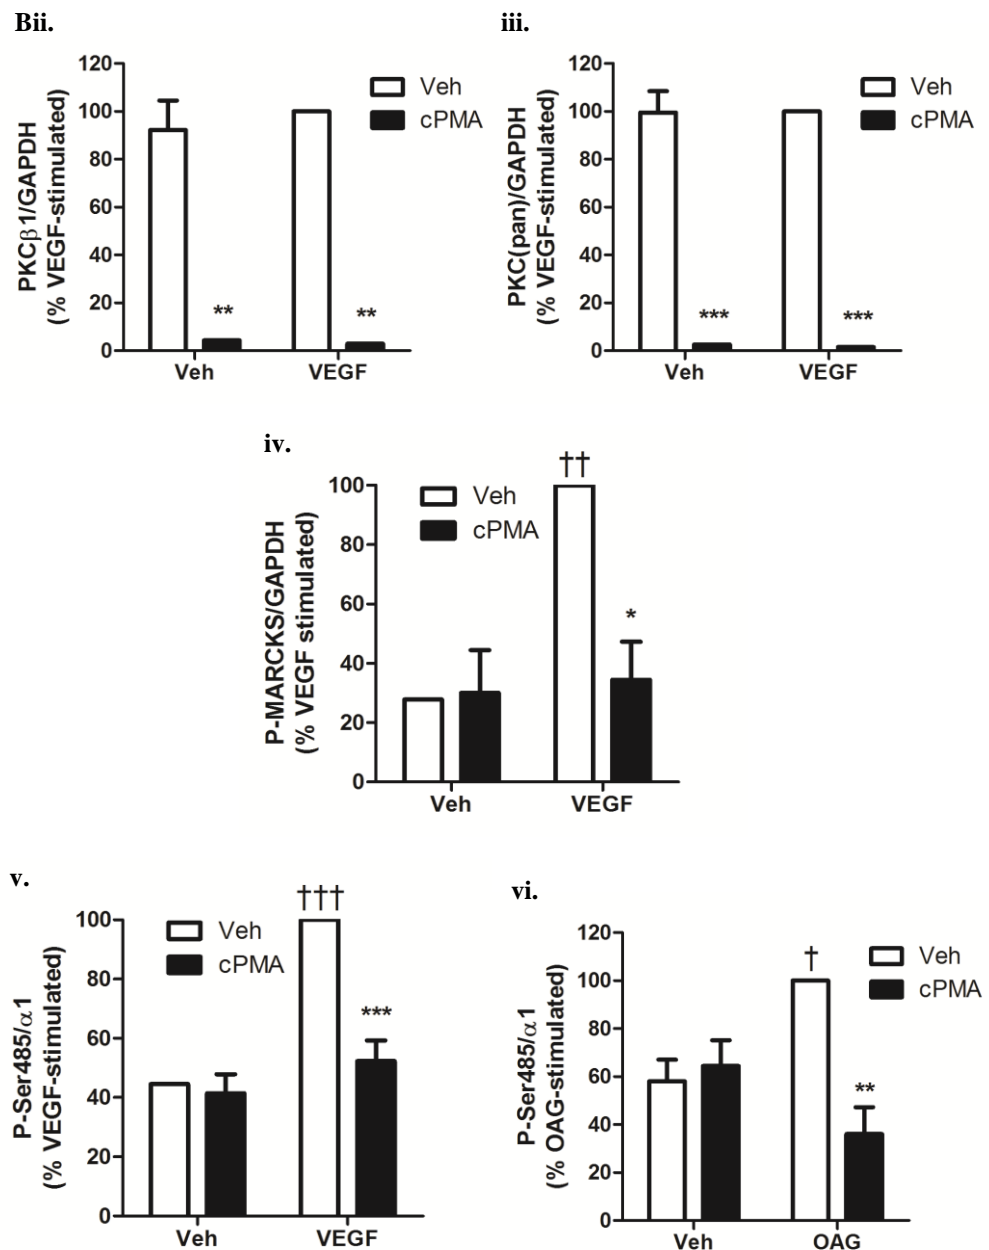 Bii.
PKCβ1/GAPDH
(% VEGF-stimulated)
120
100
80
60
40
20
0
Veh
cPMA
**
**
Veh
VEGF
iii.
PKC(pan)/GAPDH
(% VEGF-stimulated)
120
100
80
60
40
20
0
Veh
cPMA
***
***
Veh
VEGF
iv.
P-MARCKS/GAPDH
(% VEGF stimulated)
100
80
60
40
20
0
Veh
cPMA
††
*
Veh
VEGF
v.
P-Ser485/α1
(% VEGF-stimulated)
100
80
60
40
20
0
Veh
cPMA
†††
***
Veh
VEGF
vi.
P-Ser485/α1
(% OAG-stimulated)
120
100
80
60
40
20
0
Veh
cPMA
†
**
Veh
OAG